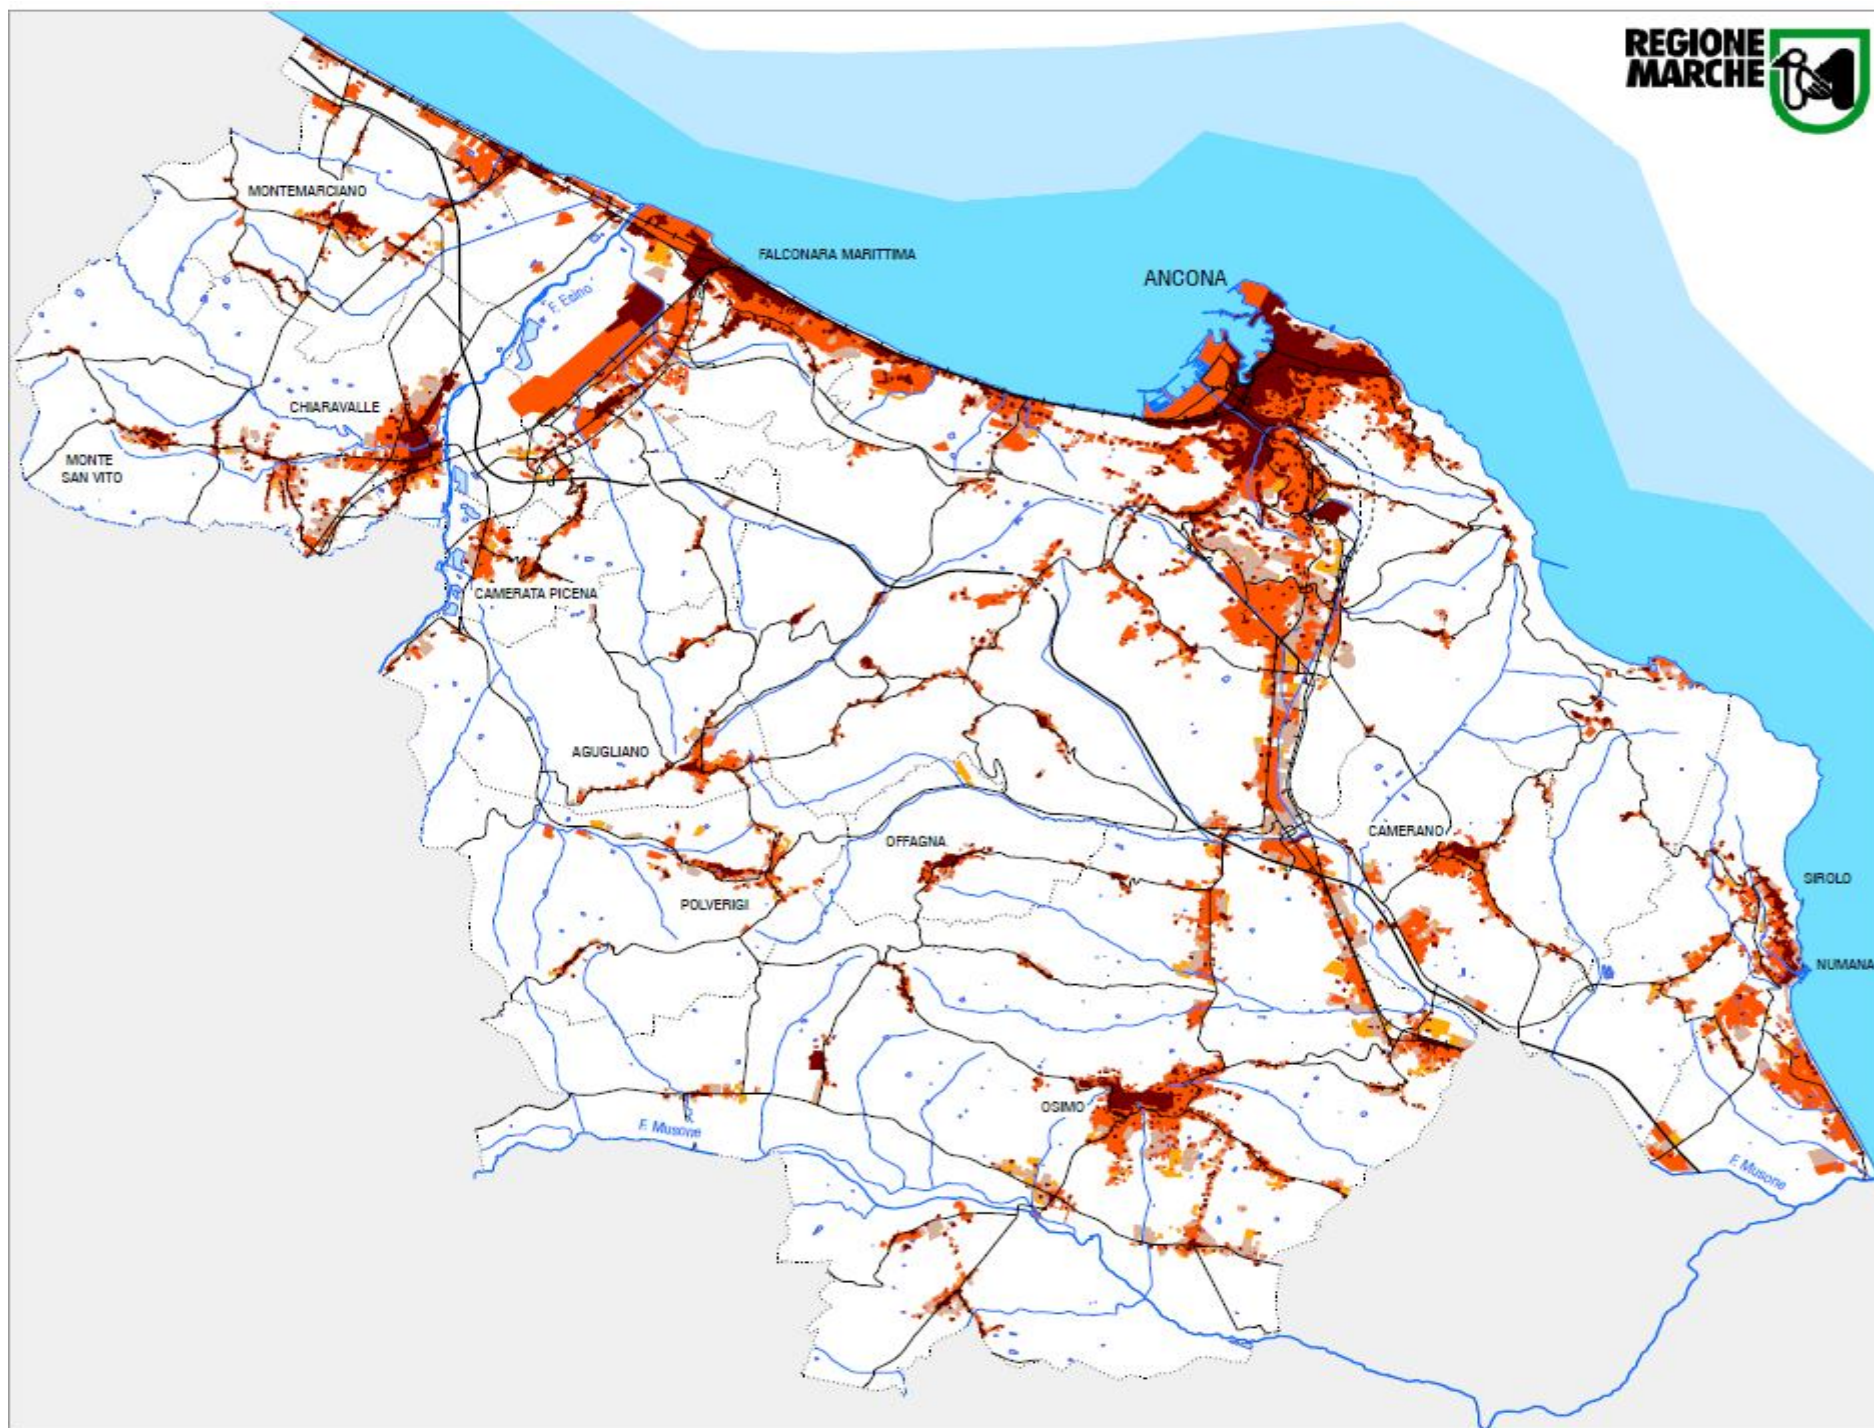 REGIONE
MARCHE
MONTEMARCIANO
FALCONARA MARITTIMA
ANCONA
F. Esino
CHIARAVALLE
MONTE
SAN VITO
CAMERATA PICENA
AGUGLIANO
CAMERANO
OFFAGNA
SIROLO
POLVERIGI
NUMANA
OSIMO
F. Musone
F. Musone